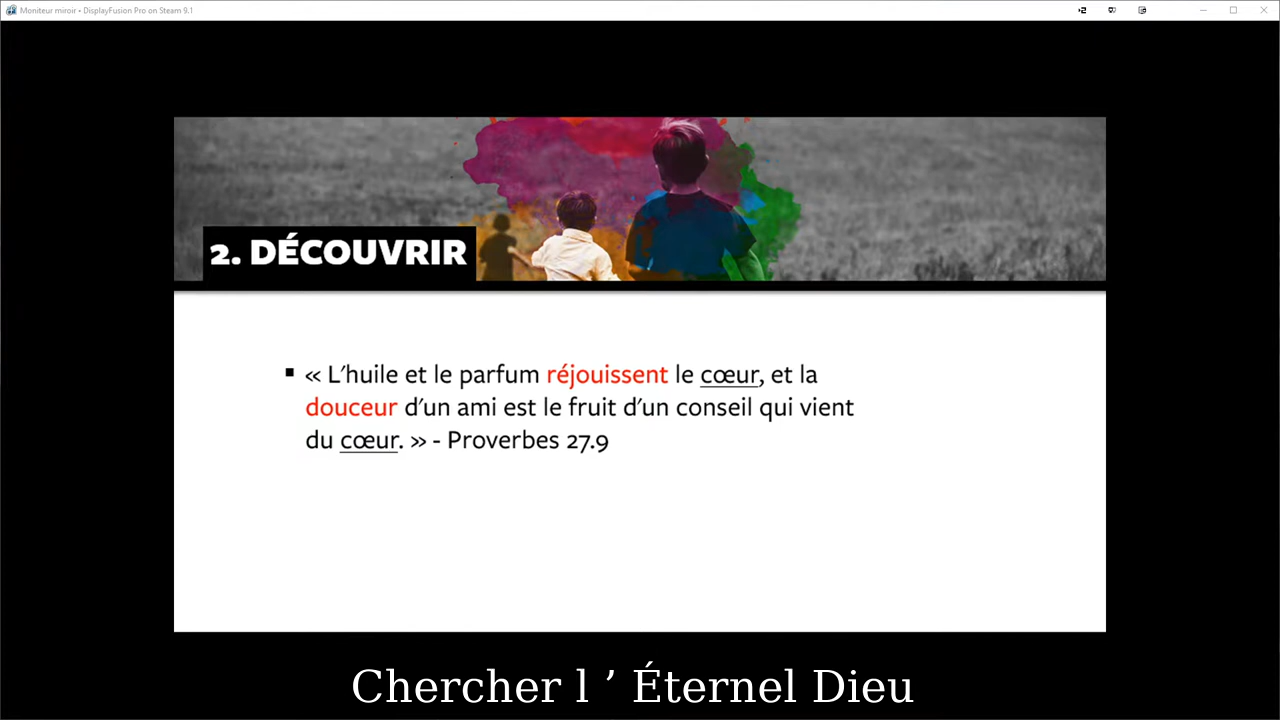 Moniteur miroir • DisplayFusion Pro on Steam 9.1
2. DÉCOUVRIR
▪ « L'huile et le parfum réjouissent le cœur, et la
douceur d'un ami est le fruit d'un conseil qui vient
du cœur. » - Proverbes 27.9
Chercher l ’ Éternel Dieu